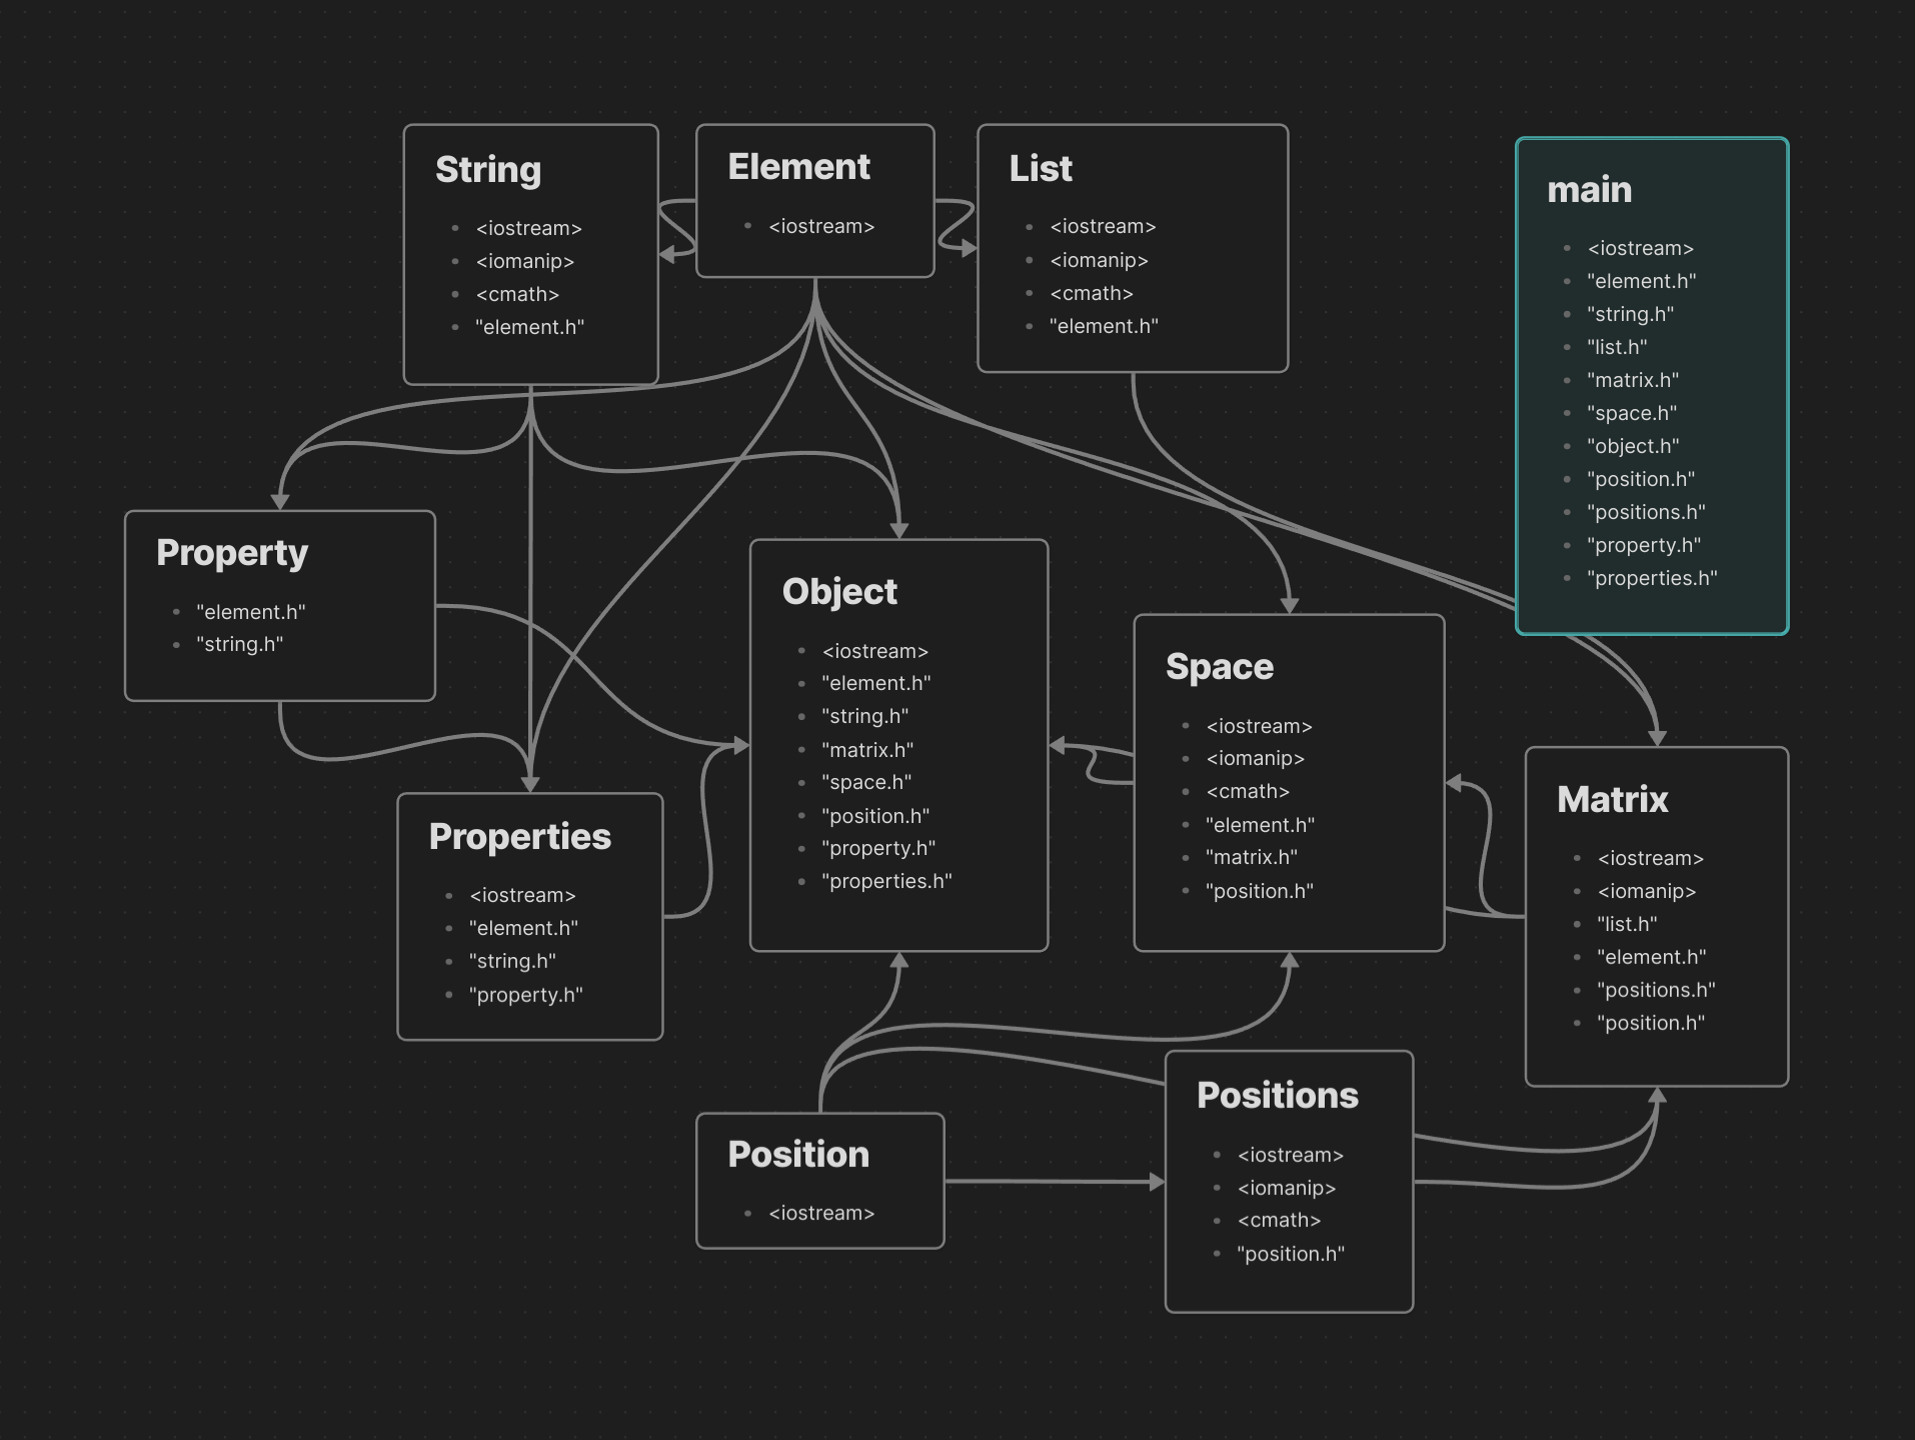 String
<iostream>
<iomanip>
<cmath>
"element.h"
Element
<iostream>
List
<iostream>
<iomanip>
<cmath>
"element.h"
main
<iostream>
"element.h"
"string.h"
"list.h"
"matrix.h"
"space.h"
"object.h"
"position.h"
"positions.h"
"property.h"
"properties.h"
Property
"element.h"
"string.h"
Object
<iostream>
"element.h"
"string.h"
"matrix.h"
"space.h"
"position.h"
"property.h"
"properties.h"
Space
<iostream>
<iomanip>
<cmath>
"element.h"
"matrix.h"
"position.h"
Matrix
<iostream>
<iomanip>
"list.h"
"element.h"
"positions.h"
"position.h"
Properties
<iostream>
"element.h"
"string.h"
"property.h"
Position
<iostream>
Positions
<iostream>
<iomanip>
<cmath>
"position.h"